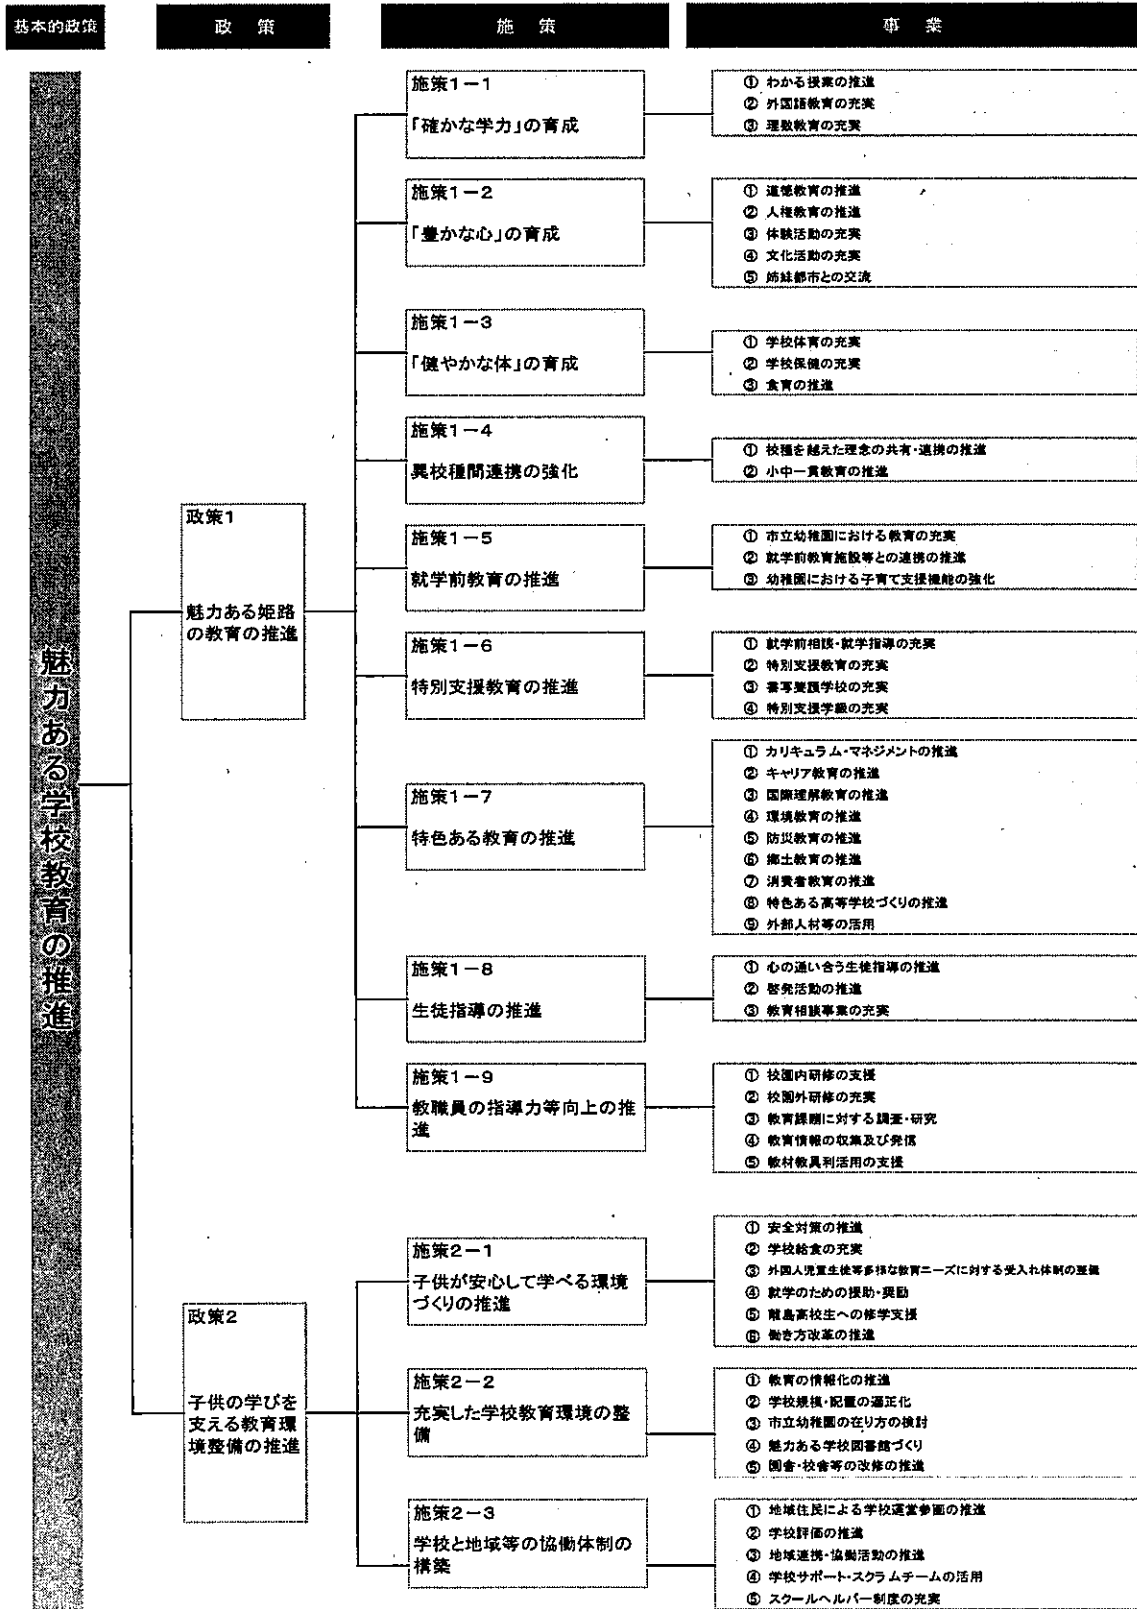 基本的政策
政策
施策
事業
魅力ある学校教育の推進
政策1
魅力ある姫路
の教育の推進
施策1－1
「確かな学力」の育成
① わかる授業の推進
② 外国語教育の充実
③ 理数教育の充実
施策1－2
「豊かな心」の育成
① 道徳教育の推進
② 人権教育の推進
③ 体験活動の充実
④ 文化活動の充実
⑤ 姉妹都市との交流
施策1－3
「健やかな体」の育成
① 学校体育の充実
② 学校保健の充実
③ 食育の推進
施策1－4
異校種間連携の強化
① 校種を越えた理念の共有・連携の推進
② 小中一貫教育の推進
施策1－5
就学前教育の推進
① 市立幼稚園における教育の充実
② 就学前教育施設等との連携の推進
③ 幼稚園における子育て支援機能の強化
施策1－6
特別支援教育の推進
① 就学前相談・就学指導の充実
② 特別支援教育の充実
③ 書写養護学校の充実
④ 特別支援学級の充実
施策1－7
特色ある教育の推進
① カリキュラム・マネジメントの推進
② キャリア教育の推進
③ 国際理解教育の推進
④ 環境教育の推進
⑤ 防災教育の推進
⑥ 郷土教育の推進
⑦ 消費者教育の推進
⑧ 特色ある高等学校づくりの推進
⑨ 外部人材等の活用
施策1－8
生徒指導の推進
① 心の通い合う生徒指導の推進
② 啓発活動の推進
③ 教育相談事業の充実
施策1－9
教職員の指導力等向上の推
進
① 校園内研修の支援
② 校園外研修の充実
③ 教育課題に対する調査・研究
④ 教育情報の収集及び発信
⑤ 教材教具利活用の支援
政策2
子供の学びを
支える教育環
境整備の推進
施策2－1
子供が安心して学べる環境
づくりの推進
① 安全対策の推進
② 学校給食の充実
③ 外国人児童生徒等多様な教育ニーズに対する受入れ体制の整備
④ 就学のための援助・奨励
⑤ 離島高校生への修学支援
⑥ 働き方改革の推進
施策2－2
充実した学校教育環境の整
備
① 教育の情報化の推進
② 学校規模・配置の適正化
③ 市立幼稚園の在り方の検討
④ 魅力ある学校図書館づくり
⑤ 園舎・校舎等の改修の推進
施策2－3
学校と地域等の協働体制の
構築
① 地域住民による学校運営参画の推進
② 学校評価の推進
③ 地域連携・協働活動の推進
④ 学校サポート・スクラムチームの活用
⑤ スクールヘルパー制度の充実